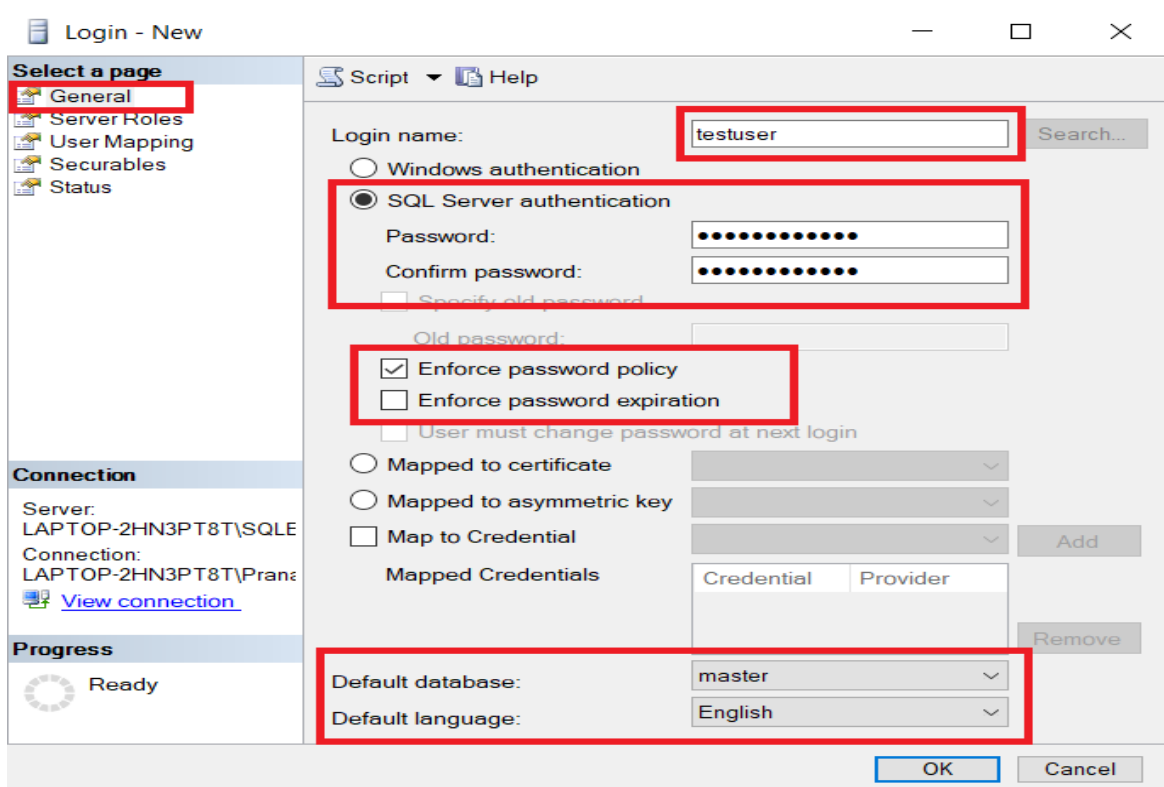 Login - New
Select a page
General
Server Roles
User Mapping
Securables
Status
Connection
Server:
LAPTOP-2HN3PT8T\SQLE
Connection:
LAPTOP-2HN3PT8T\Prana
View connection
Progress
Ready
Script Help
Login name: testuser Search...
Windows authentication
SQL Server authentication
Password: ●●●●●●●●●●●●
Confirm password: ●●●●●●●●●●●●
Specify old password
Old password:
Enforce password policy
Enforce password expiration
User must change password at next login
Mapped to certificate
Mapped to asymmetric key
Map to Credential Add
Mapped Credentials Credential Provider
Remove
Default database: master
Default language: English
OK Cancel